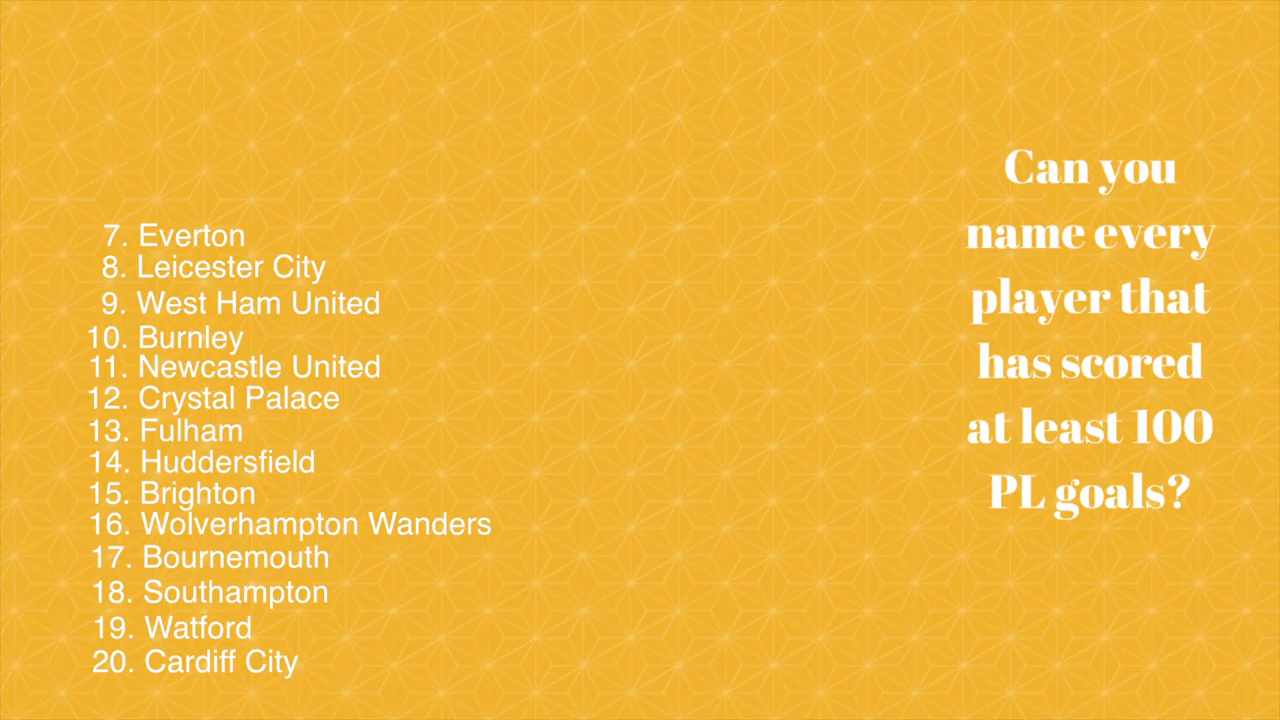 7. Everton
8. Leicester City
9. West Ham United
10. Burnley
11. Newcastle United
12. Crystal Palace
13. Fulham
14. Huddersfield
15. Brighton
16. Wolverhampton Wanders
17. Bournemouth
18. Southampton
19. Watford
20. Cardiff City
Can you
name every
player that
has scored
at least 100
PL goals?